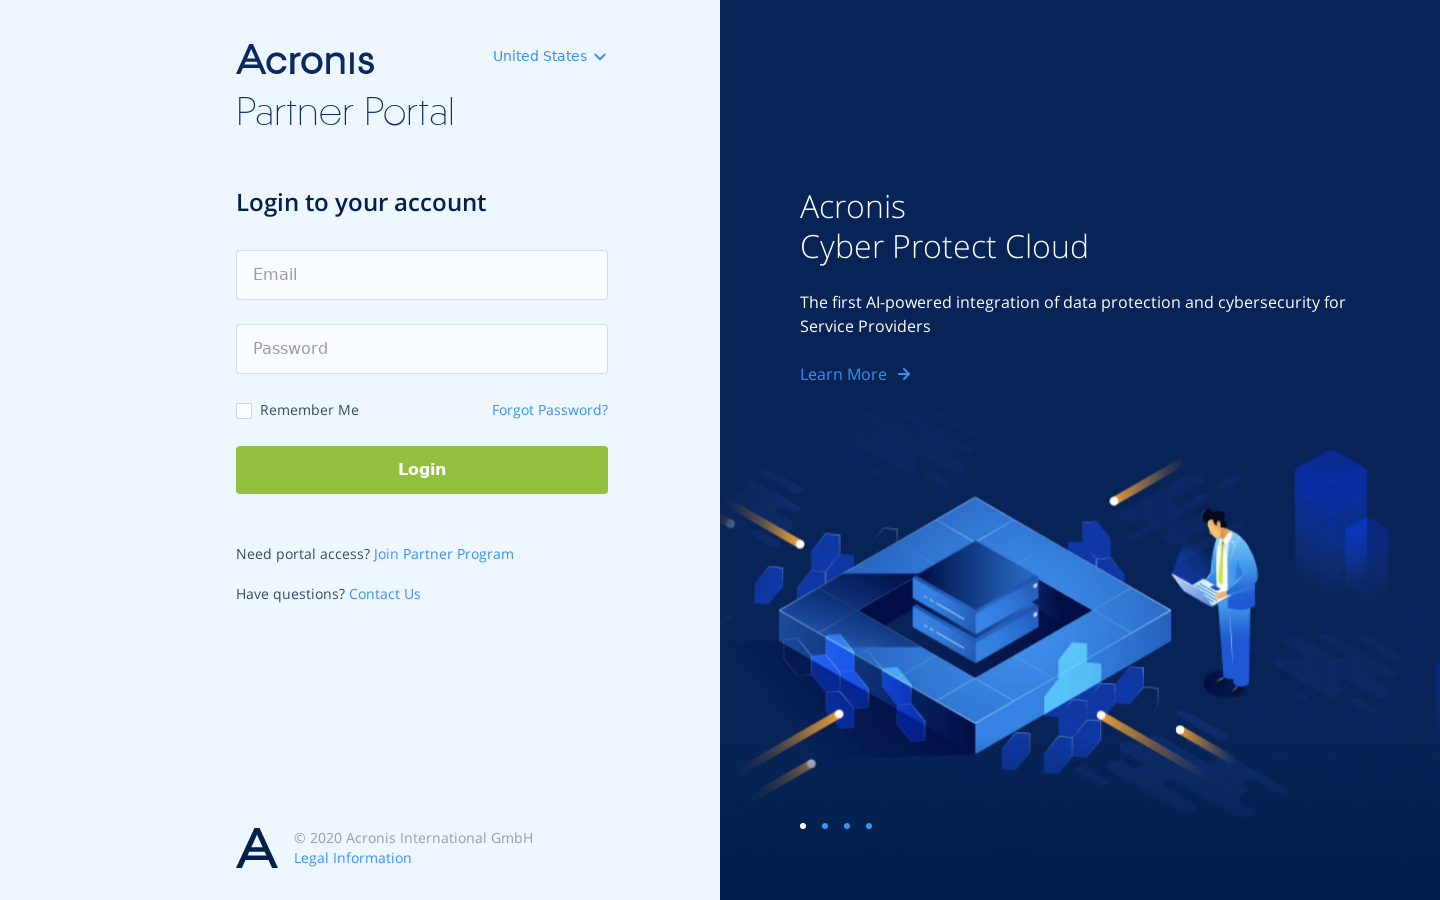 Acronis
United States
Partner Portal
Login to your account
Email
Password
Remember Me
Forgot Password?
Login
Need portal access? Join Partner Program
Have questions? Contact Us
© 2020 Acronis International GmbH
Legal Information
Acronis
Cyber Protect Cloud
The first AI-powered integration of data protection and cybersecurity for
Service Providers
Learn More